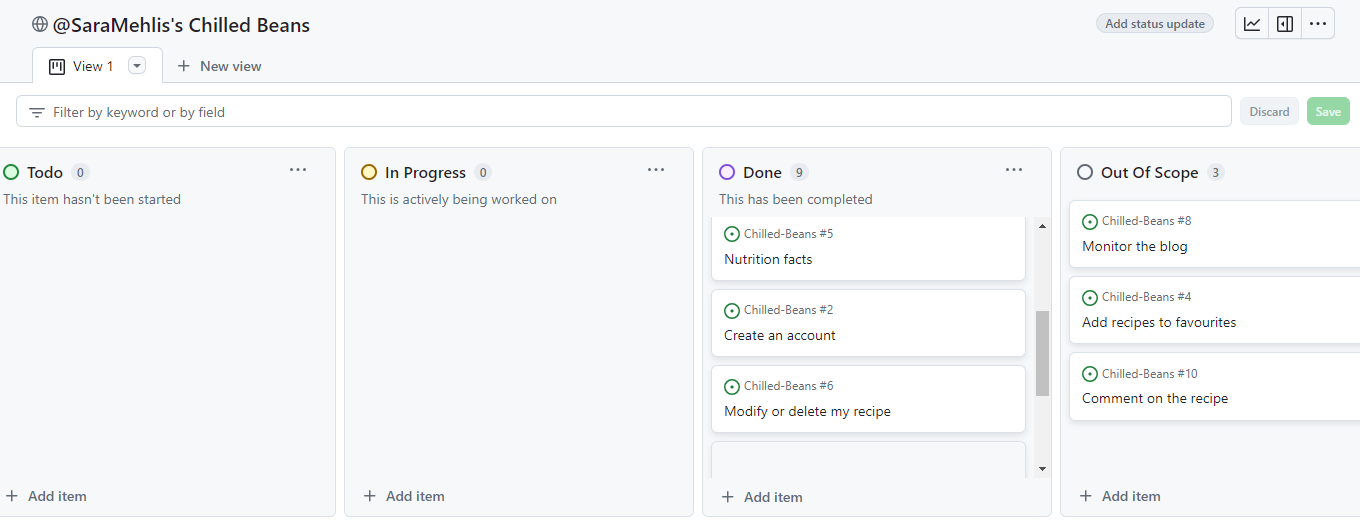 @SaraMehlis's Chilled Beans
Add status update
View 1
New view
Filter by keyword or by field
Discard
Save
Todo 0
This item hasn't been started
Add item
In Progress 0
This is actively being worked on
Add item
Done 9
This has been completed
Chilled-Beans #5
Nutrition facts
Chilled-Beans #2
Create an account
Chilled-Beans #6
Modify or delete my recipe
Add item
Out Of Scope 3
Chilled-Beans #8
Monitor the blog
Chilled-Beans #4
Add recipes to favourites
Chilled-Beans #10
Comment on the recipe
Add item